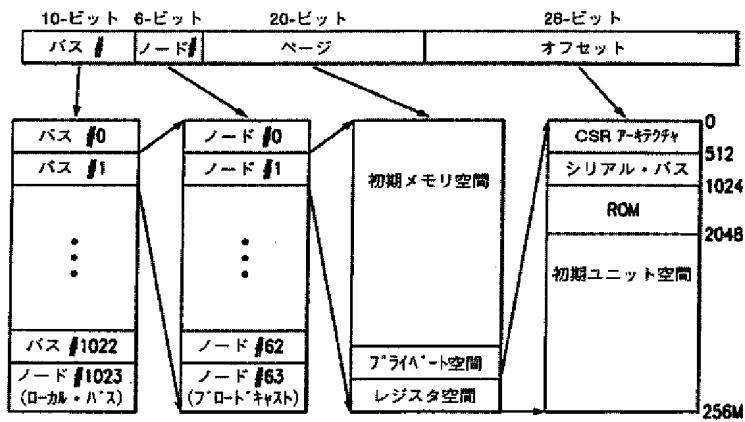 10-ビット 6-ビット 20-ビット 28-ビット
バス # ノード# ページ オフセット
バス #0
バス #1
バス #1022
ノード #1023
(ローカル・バス)
ノード #0
ノード #1
ノード #62
ノード #63
(ブロードキャスト)
初期メモリ空間
プライベート空間
レジスタ空間
CSR アーキテクチャ
シリアル・バス
ROM
初期ユニット空間
0
512
1024
2048
256M